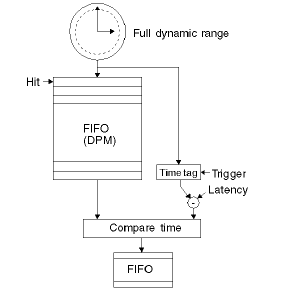 Full dynamic range
Hit
FIFO
(DPM)
Time tag
Trigger
Latency
-
Compare time
FIFO